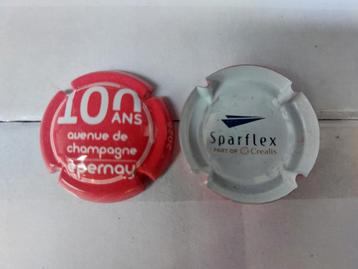 100
ANS
avenue de
champagne
épernay
Sparflex
PART OF Crealis